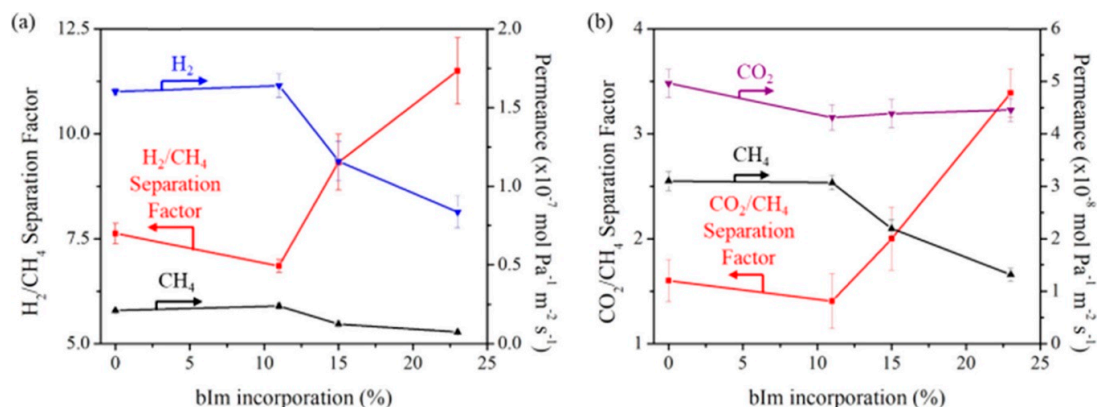 (a)
12.5
10.0
7.5
5.0
H2/CH4 Separation Factor
H2
H2/CH4
Separation
Factor
CH4
2.0
1.5
1.0
0.5
0.0
Permeance (x10-7 mol Pa-1 m-2 s-1)
0 5 10 15 20 25
bIm incorporation (%)
(b)
4
3
2
1
CO2/CH4 Separation Factor
CO2
CH4
CO2/CH4
Separation
Factor
6
5
4
3
2
1
0
Permeance (x10-8 mol Pa-1 m-2 s-1)
0 5 10 15 20 25
bIm incorporation (%)